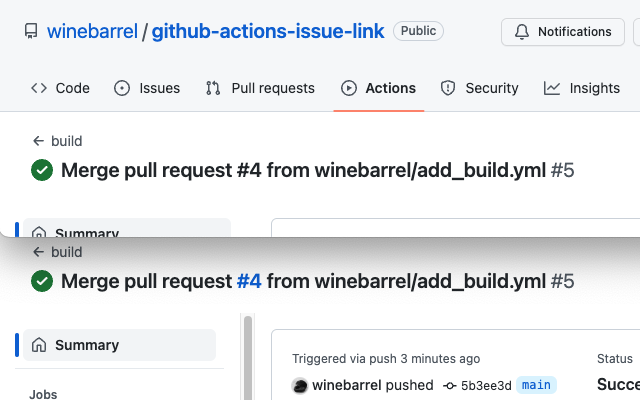 winebarrel / github-actions-issue-link Public Notifications
Code Issues Pull requests Actions Security Insights
← build
Merge pull request #4 from winebarrel/add_build.yml #5
Summary
← build
Merge pull request #4 from winebarrel/add_build.yml #5
Summary
Triggered via push 3 minutes ago Status
winebarrel pushed 5b3ee3d main Succe
Jobs